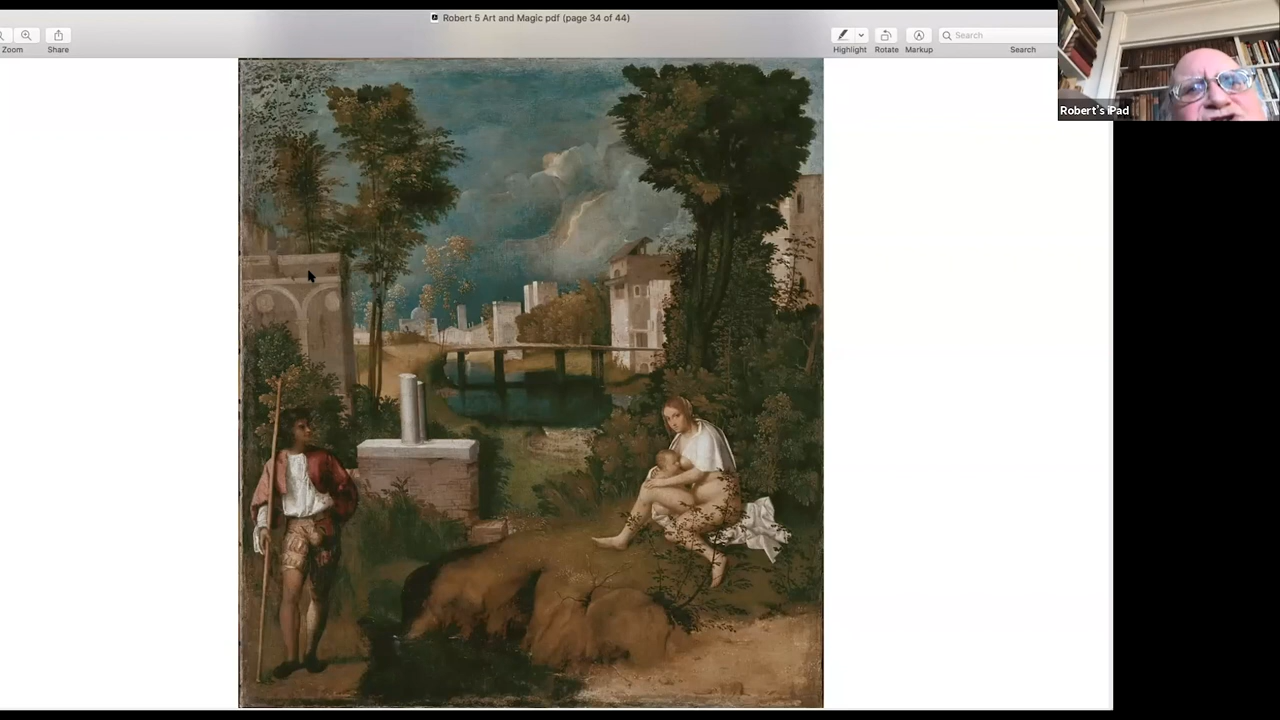 Robert 5 Art and Magic pdf (page 34 of 44)
Zoom
Share
Highlight
Rotate
Markup
Search
Search
Robert's iPad